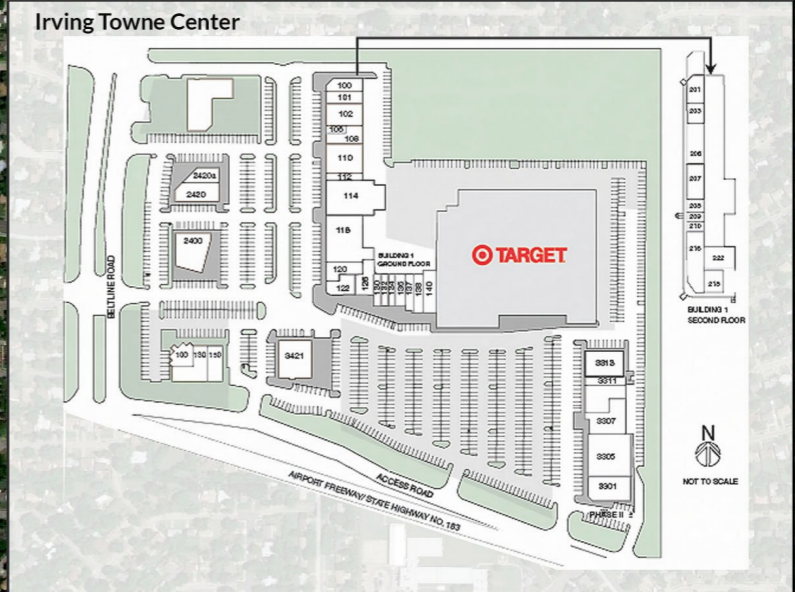 Irving Towne Center
100
101
102
105
108
110
112
114
118
120
122
126
130
132
134
136
137
138
140
BUILDING 1
GROUND FLOOR
TARGET
2420a
2420
2400
BELTLINE ROAD
100 130 150
3421
3313
3311
3307
3305
3301
PHASE II
ACCESS ROAD
AIRPORT FREEWAY/ STATE HIGHWAY NO. 183
201
203
206
207
208
209
210
216
222
218
BUILDING 1
SECOND FLOOR
N
NOT TO SCALE